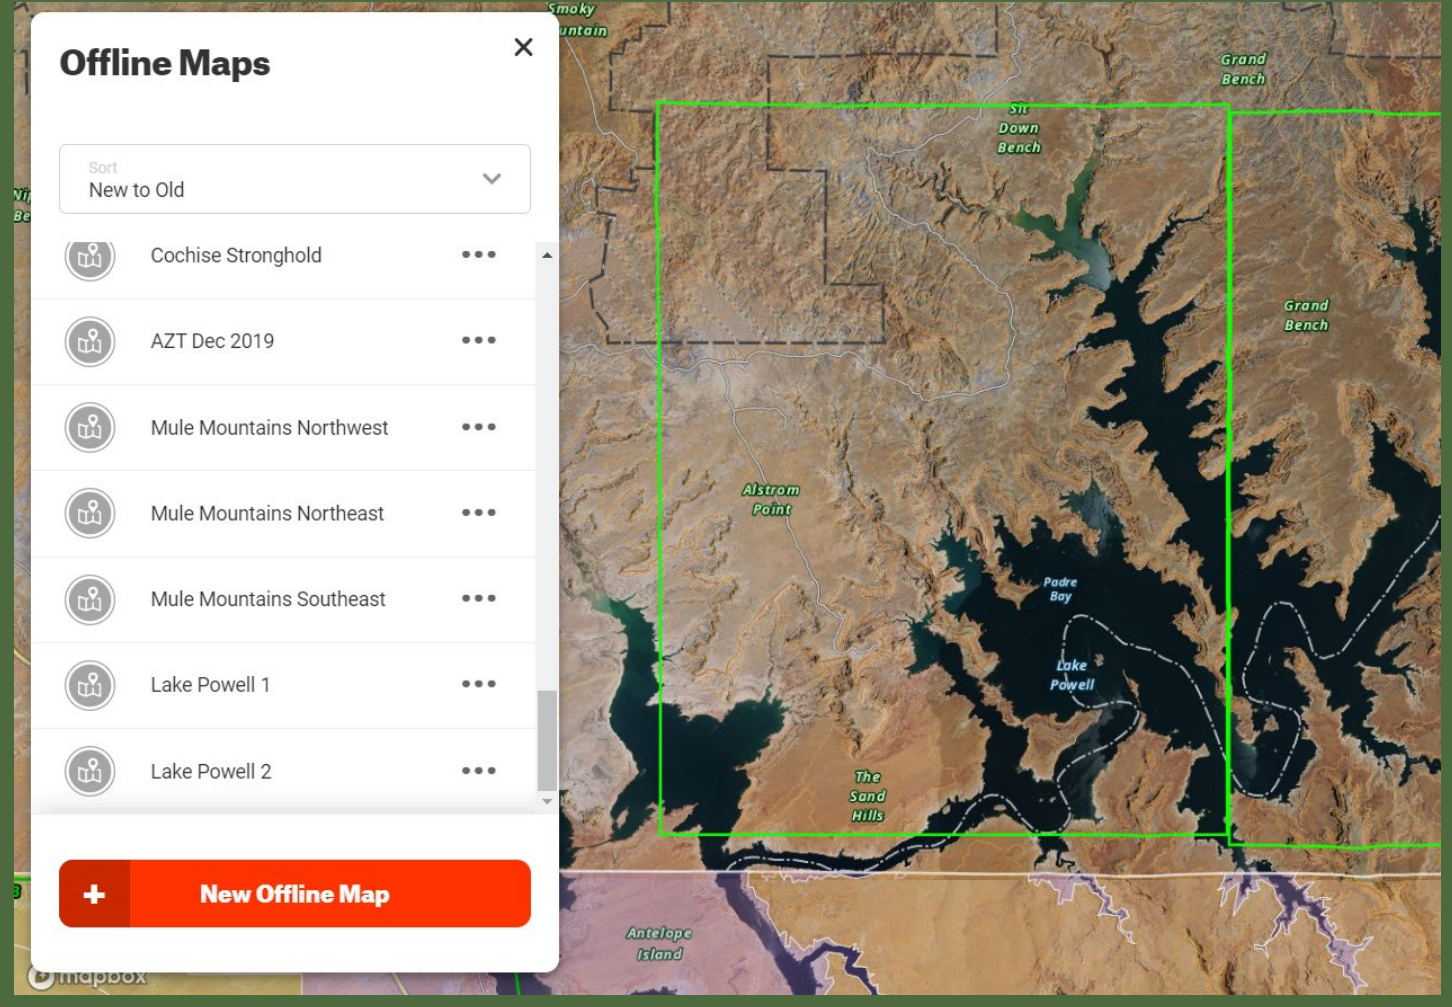 Offline Maps
Sort
New to Old
Cochise Stronghold
AZT Dec 2019
Mule Mountains Northwest
Mule Mountains Northeast
Mule Mountains Southeast
Lake Powell 1
Lake Powell 2
+ New Offline Map
mapbox
Smoky
untain
Nip
Be
Grand
Bench
Sit
Down
Bench
Grand
Bench
Alstrom
Point
Padre
Bay
Lake
Powell
The
Sand
Hills
Antelope
Island